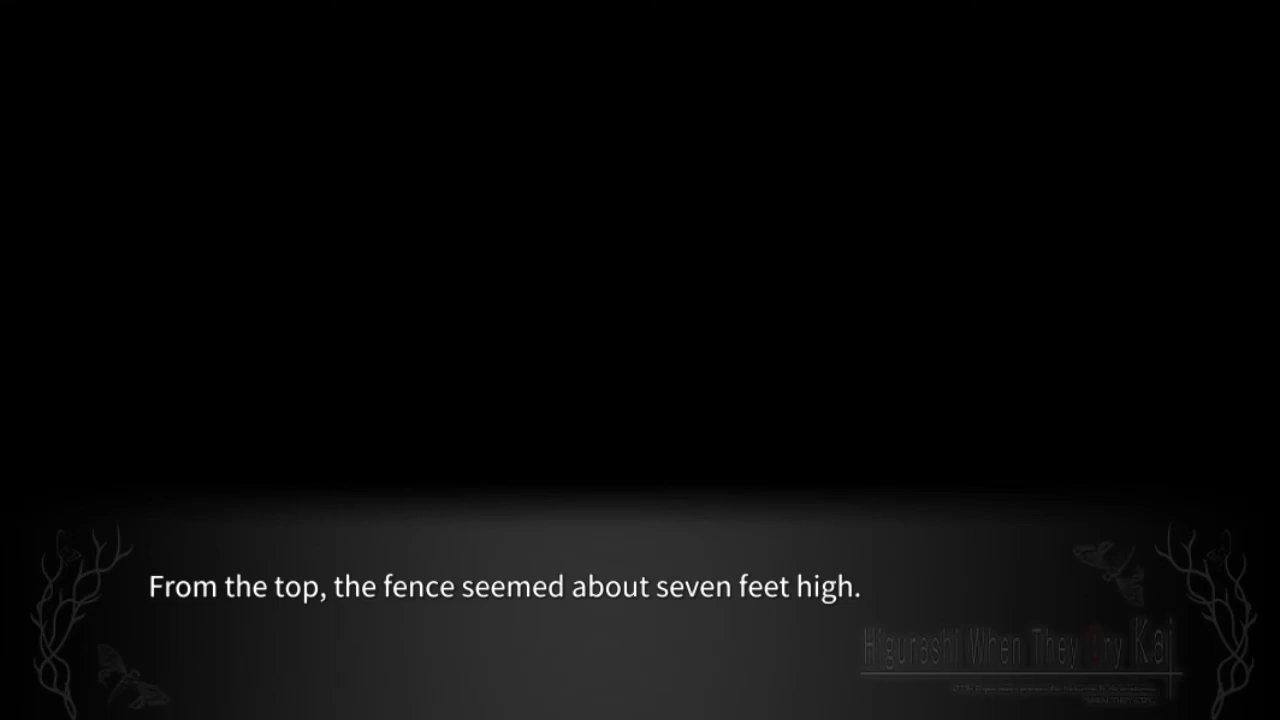 From the top, the fence seemed about seven feet high.
Higurashi When They Cry Kai